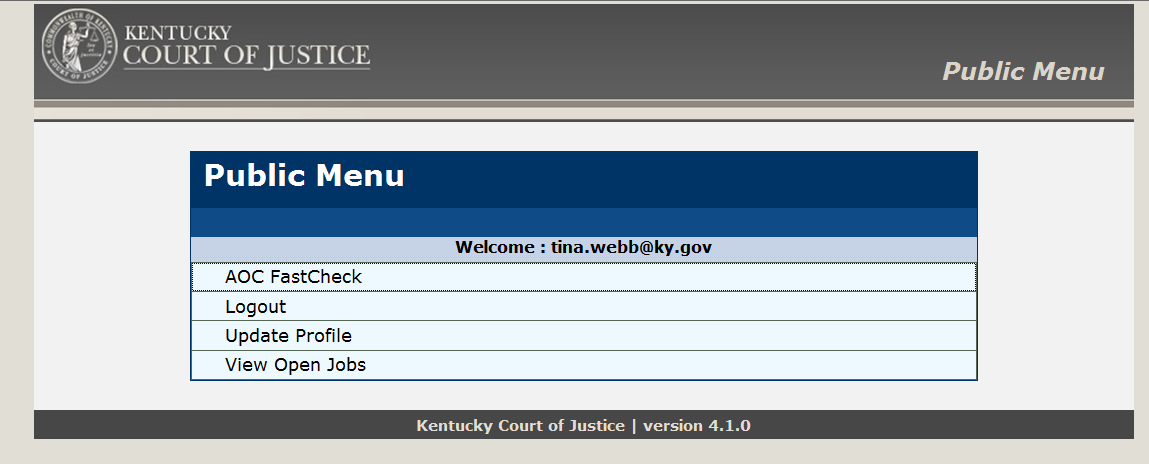 KENTUCKY
COURT OF JUSTICE
Public Menu
Public Menu
Welcome : tina.webb@ky.gov
AOC FastCheck
Logout
Update Profile
View Open Jobs
Kentucky Court of Justice | version 4.1.0